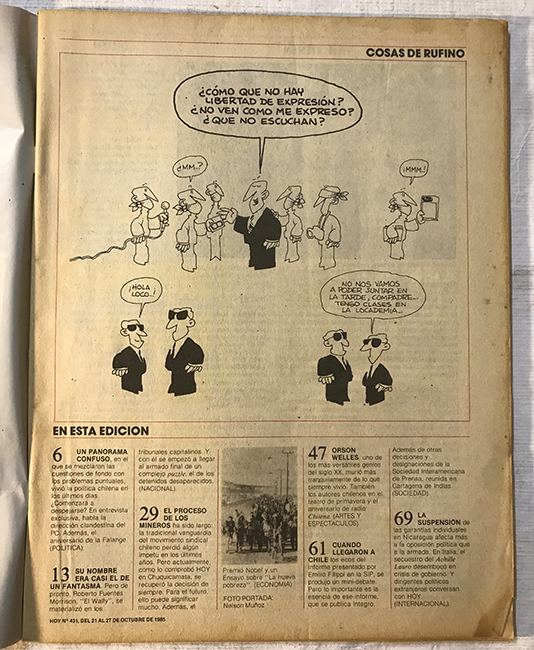 COSAS DE RUFINO
¿CÓMO QUE NO HAY
LIBERTAD DE EXPRESIÓN?
¿NO VEN COMO ME EXPRESO?
¿QUE NO ESCUCHAN?
¿MM..?
¡MMM.!
¡HOLA
LOCO..!
NO NOS VAMOS
A PODER JUNTAR EN
LA TARDE, COMPADRE...
TENGO CLASES EN
LA LOCADEMIA...
EN ESTA EDICION
6 UN PANORAMA
CONFUSO, en el
que se mezclaron las
cuestiones de fondo con
los problemas puntuales,
vivió la política chilena en
los últimos días.
¿Comenzará a
despejarse? En entrevista
exclusiva, habla la
dirección clandestina del
PC. Además, el
aniversario de la Falange.
(POLITICA)
13 SU NOMBRE
ERA CASI EL DE
UN FANTASMA. Pero de
pronto, Roberto Fuentes
Morrison, "El Wally", se
materializó en los
tribunales capitalinos. Y
con él se empezó a llegar
al armado final de un
complejo puzzle, el de los
detenidos desaparecidos.
(NACIONAL)
29 EL PROCESO
DE LOS
MINEROS ha sido largo:
la tradicional vanguardia
del movimiento sindical
chileno perdió algún
ímpetu en los últimos
años. Pero actualmente,
como lo comprobó HOY
en Chuquicamata, se
recuperó la decisión de
siempre. Para el futuro,
ello puede significar
mucho. Además, el
Premio Nobel y un
Ensayo sobre "La nueva
pobreza". (ECONOMIA)
FOTO PORTADA:
Nelson Muñoz
47 ORSON
WELLES, uno de
los más versátiles genios
del siglo XX, murió más
tranquilamente de lo que
siempre vivió. También
los autores chilenos en el
teatro de primavera y el
aniversario de radio
Chilena. (ARTES Y
ESPECTACULOS)
61 CUANDO
LLEGARON A
CHILE los ecos del
informe presentado por
Emilio Filippi en la SIP, se
produjo un mini-debate.
Pero lo importante es la
esencia de ese informe,
que se publica íntegro.
Además de otras
decisiones y
designaciones de la
Sociedad Interamericana
de Prensa, reunida en
Cartagena de Indias.
(SOCIEDAD)
69 LA
SUSPENSION de
las garantías individuales
en Nicaragua afecta más
a la oposición política que
a la armada. En Italia, el
secuestro del Achille
Lauro desembocó en
crisis de gobierno. Y
dirigentes políticos
extranjeros conversan
con HOY.
(INTERNACIONAL)
HOY Nº 431, DEL 21 AL 27 DE OCTUBRE DE 1985